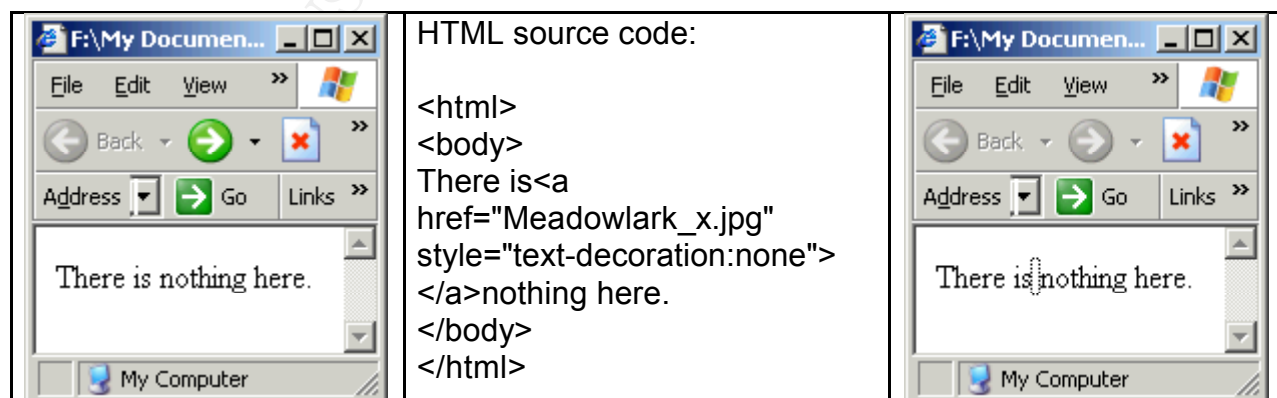 F:\My Documen...
File Edit View »
Back »
Address Go Links »
There is nothing here.
My Computer
HTML source code:
<html>
<body>
There is<a
href="Meadowlark_x.jpg"
style="text-decoration:none">
</a>nothing here.
</body>
</html>
F:\My Documen...
File Edit View »
Back »
Address Go Links »
There is nothing here.
My Computer